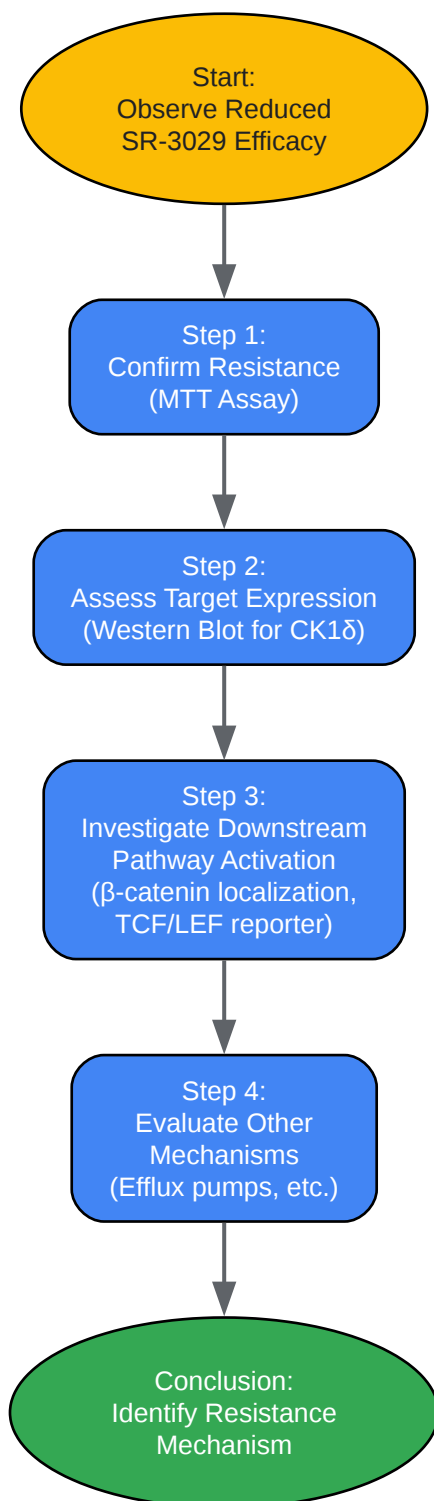 Start:
Observe Reduced
SR-3029 Efficacy
Step 1:
Confirm Resistance
(MTT Assay)
Step 2:
Assess Target Expression
(Western Blot for CK1δ)
Step 3:
Investigate Downstream
Pathway Activation
(β-catenin localization,
TCF/LEF reporter)
Step 4:
Evaluate Other
Mechanisms
(Efflux pumps, etc.)
Conclusion:
Identify Resistance
Mechanism